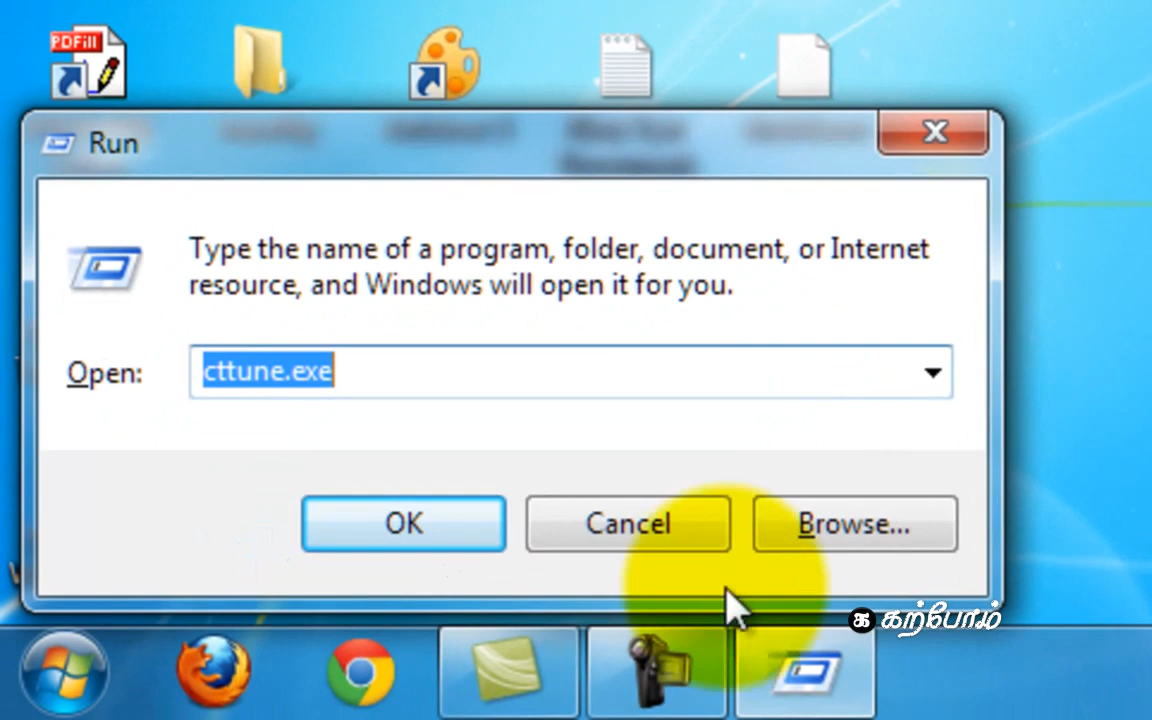 PDFill
Run
Type the name of a program, folder, document, or Internet
resource, and Windows will open it for you.
Open:
cttune.exe
OK
Cancel
Browse...
க கற்போம்